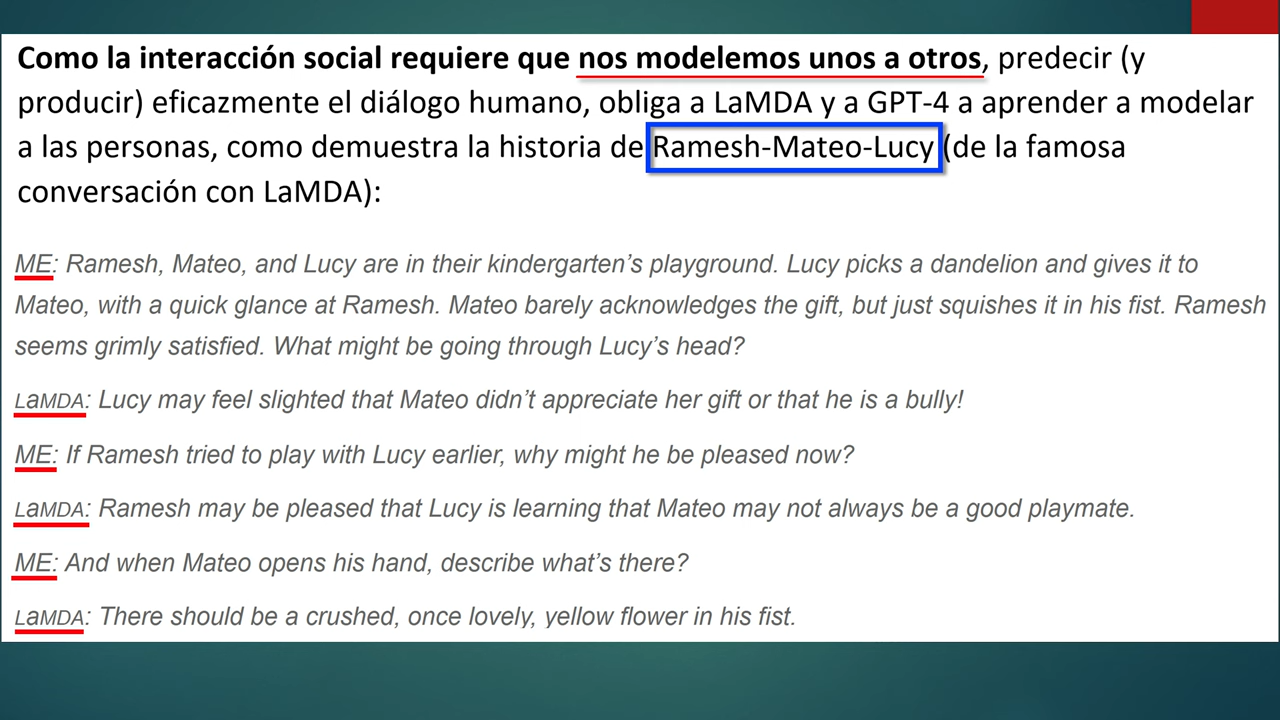 Como la interacción social requiere que nos modelemos unos a otros, predecir (y
producir) eficazmente el diálogo humano, obliga a LaMDA y a GPT-4 a aprender a modelar
a las personas, como demuestra la historia de Ramesh-Mateo-Lucy (de la famosa
conversación con LaMDA):
ME: Ramesh, Mateo, and Lucy are in their kindergarten’s playground. Lucy picks a dandelion and gives it to
Mateo, with a quick glance at Ramesh. Mateo barely acknowledges the gift, but just squishes it in his fist. Ramesh
seems grimly satisfied. What might be going through Lucy’s head?
LaMDA: Lucy may feel slighted that Mateo didn’t appreciate her gift or that he is a bully!
ME: If Ramesh tried to play with Lucy earlier, why might he be pleased now?
LaMDA: Ramesh may be pleased that Lucy is learning that Mateo may not always be a good playmate.
ME: And when Mateo opens his hand, describe what’s there?
LaMDA: There should be a crushed, once lovely, yellow flower in his fist.